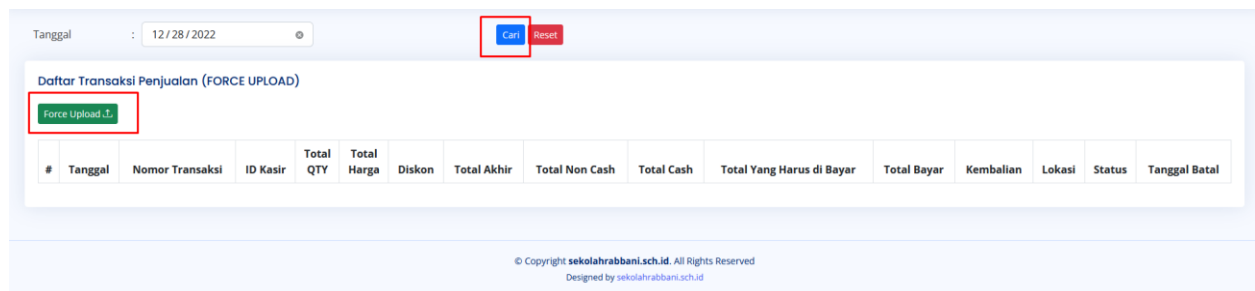 Tanggal : 12/28/2022 Cari Reset
Daftar Transaksi Penjualan (FORCE UPLOAD)
Force Upload
# Tanggal Nomor Transaksi ID Kasir Total QTY Total Harga Diskon Total Akhir Total Non Cash Total Cash Total Yang Harus di Bayar Total Bayar Kembalian Lokasi Status Tanggal Batal
© Copyright sekolahrabbani.sch.id. All Rights Reserved
Designed by sekolahrabbani.sch.id